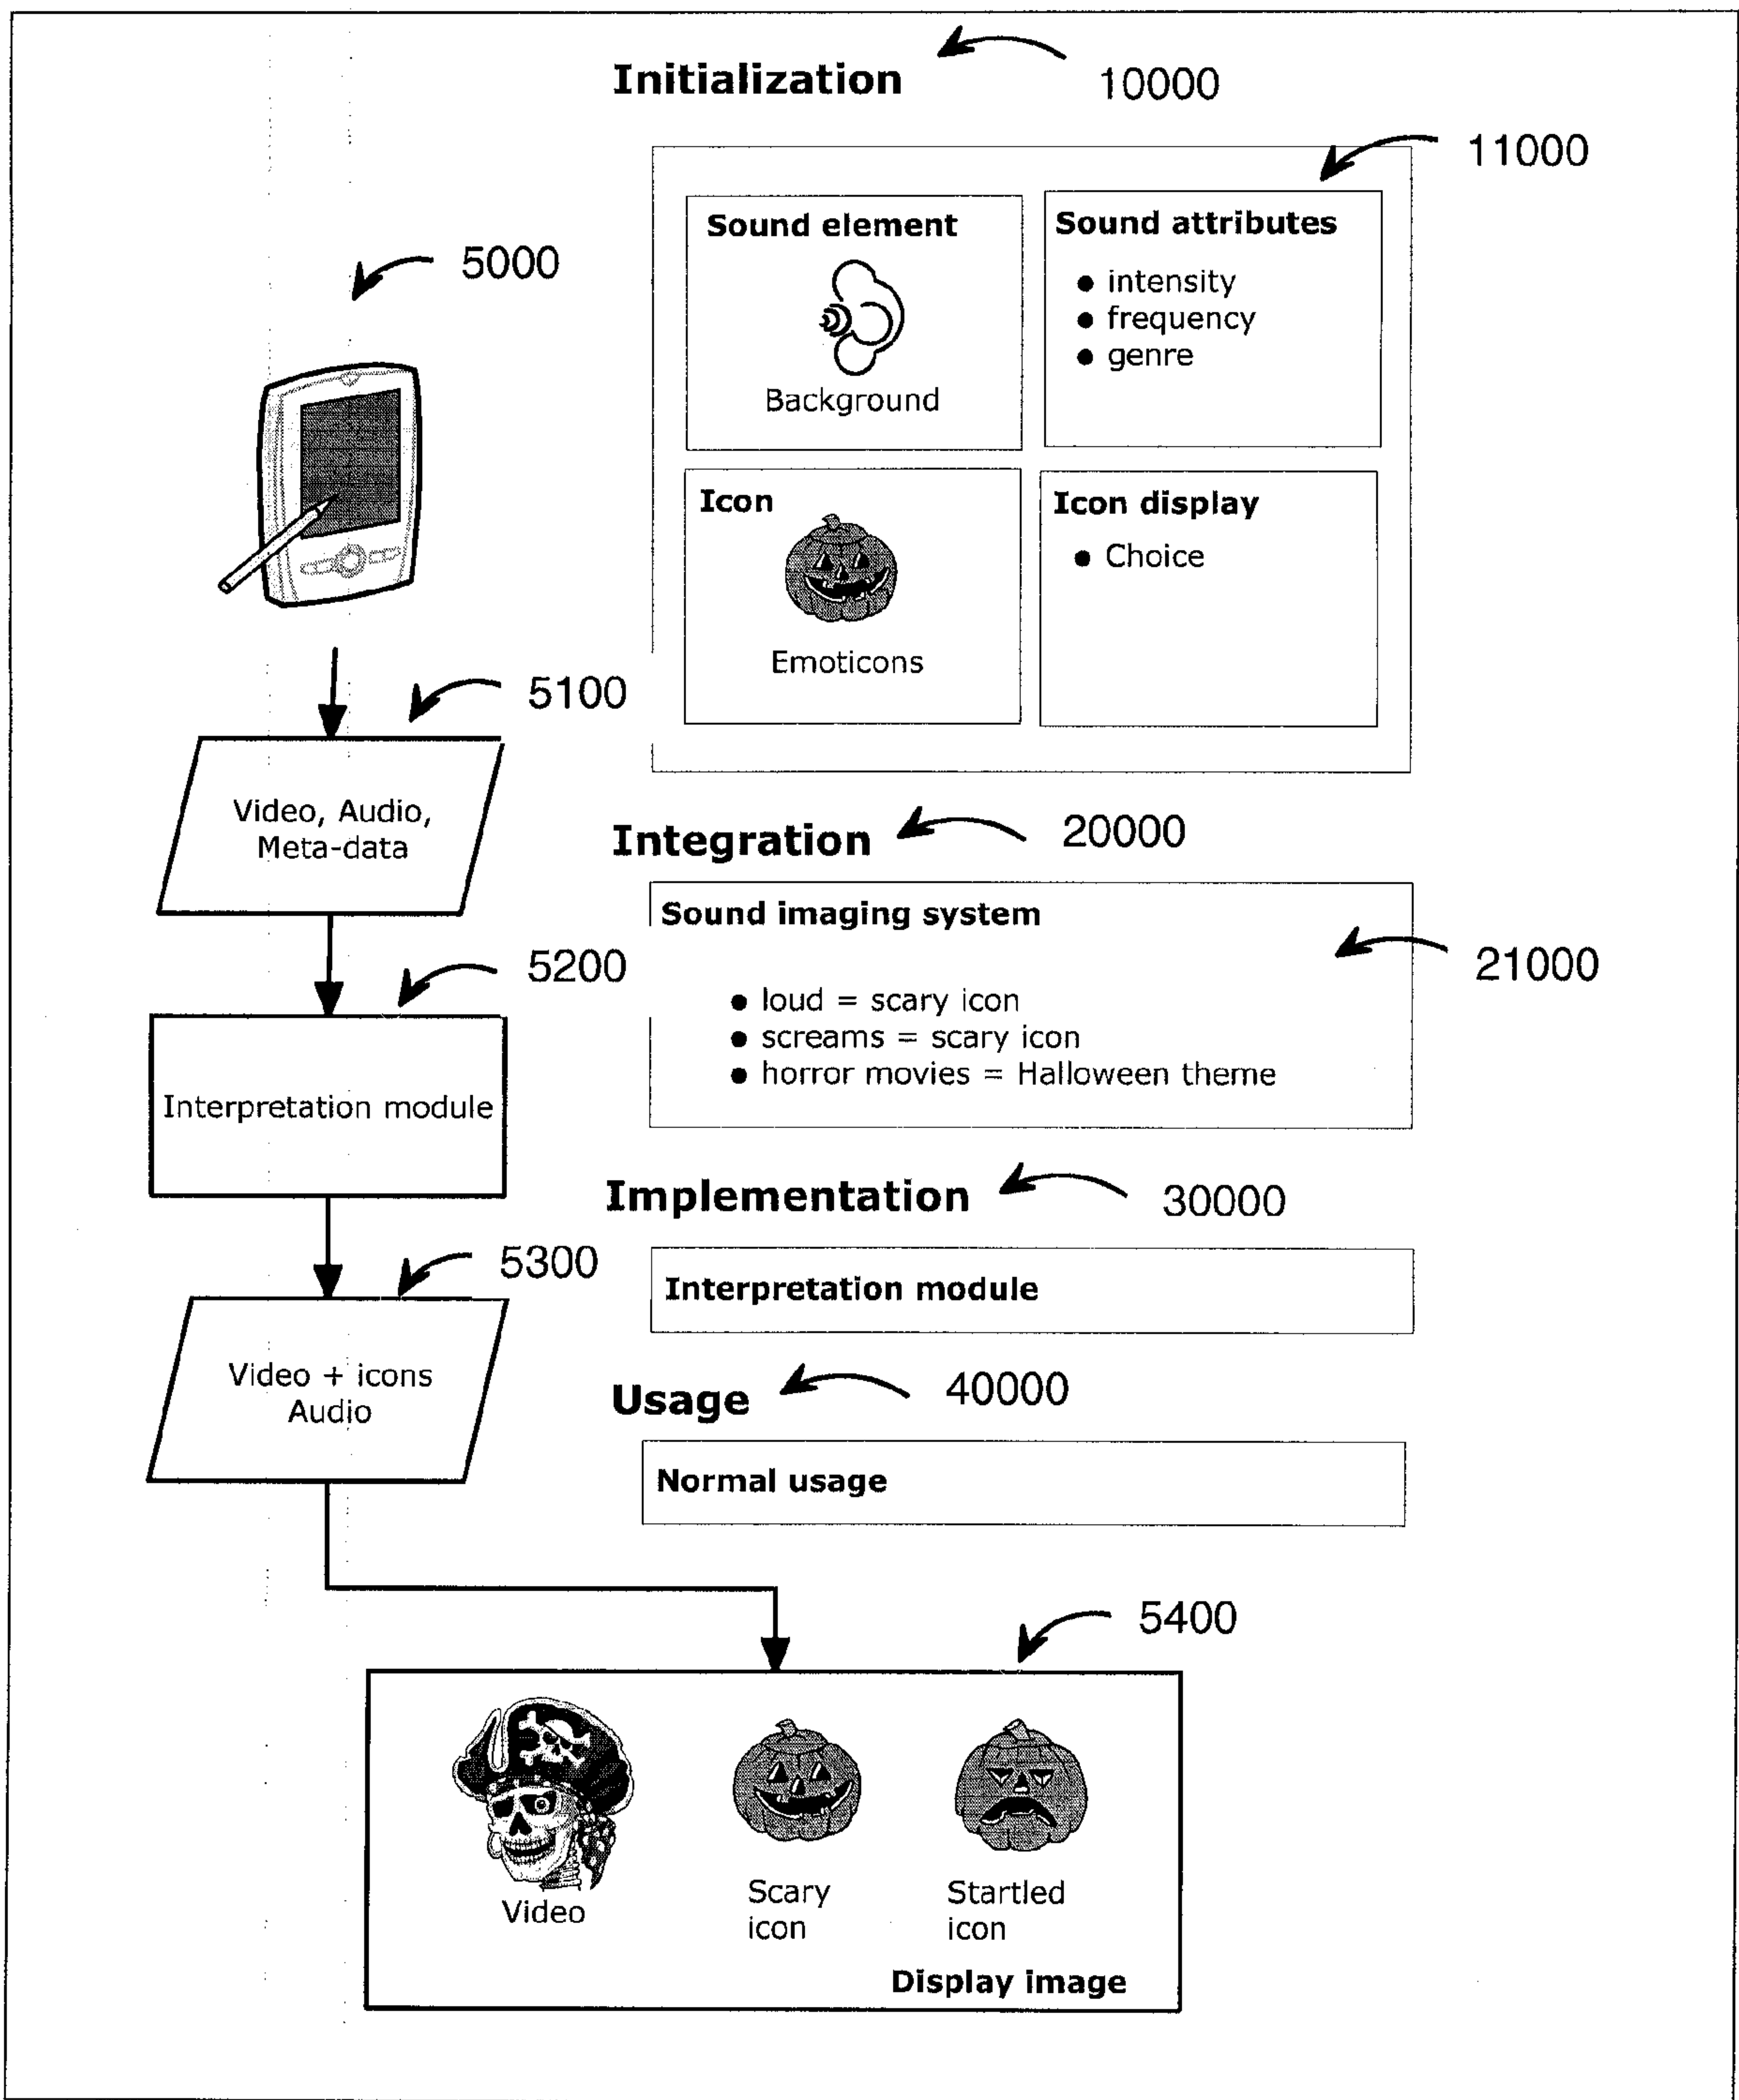 Initialization
10000
11000
Sound element
Background
Sound attributes
● intensity
● frequency
● genre
Icon
Emoticons
Icon display
● Choice
5000
5100
Video, Audio,
Meta-data
Integration
20000
Sound imaging system
21000
● loud = scary icon
● screams = scary icon
● horror movies = Halloween theme
5200
Interpretation module
Implementation
30000
Interpretation module
5300
Video + icons
Audio
Usage
40000
Normal usage
5400
Video
Scary
icon
Startled
icon
Display image